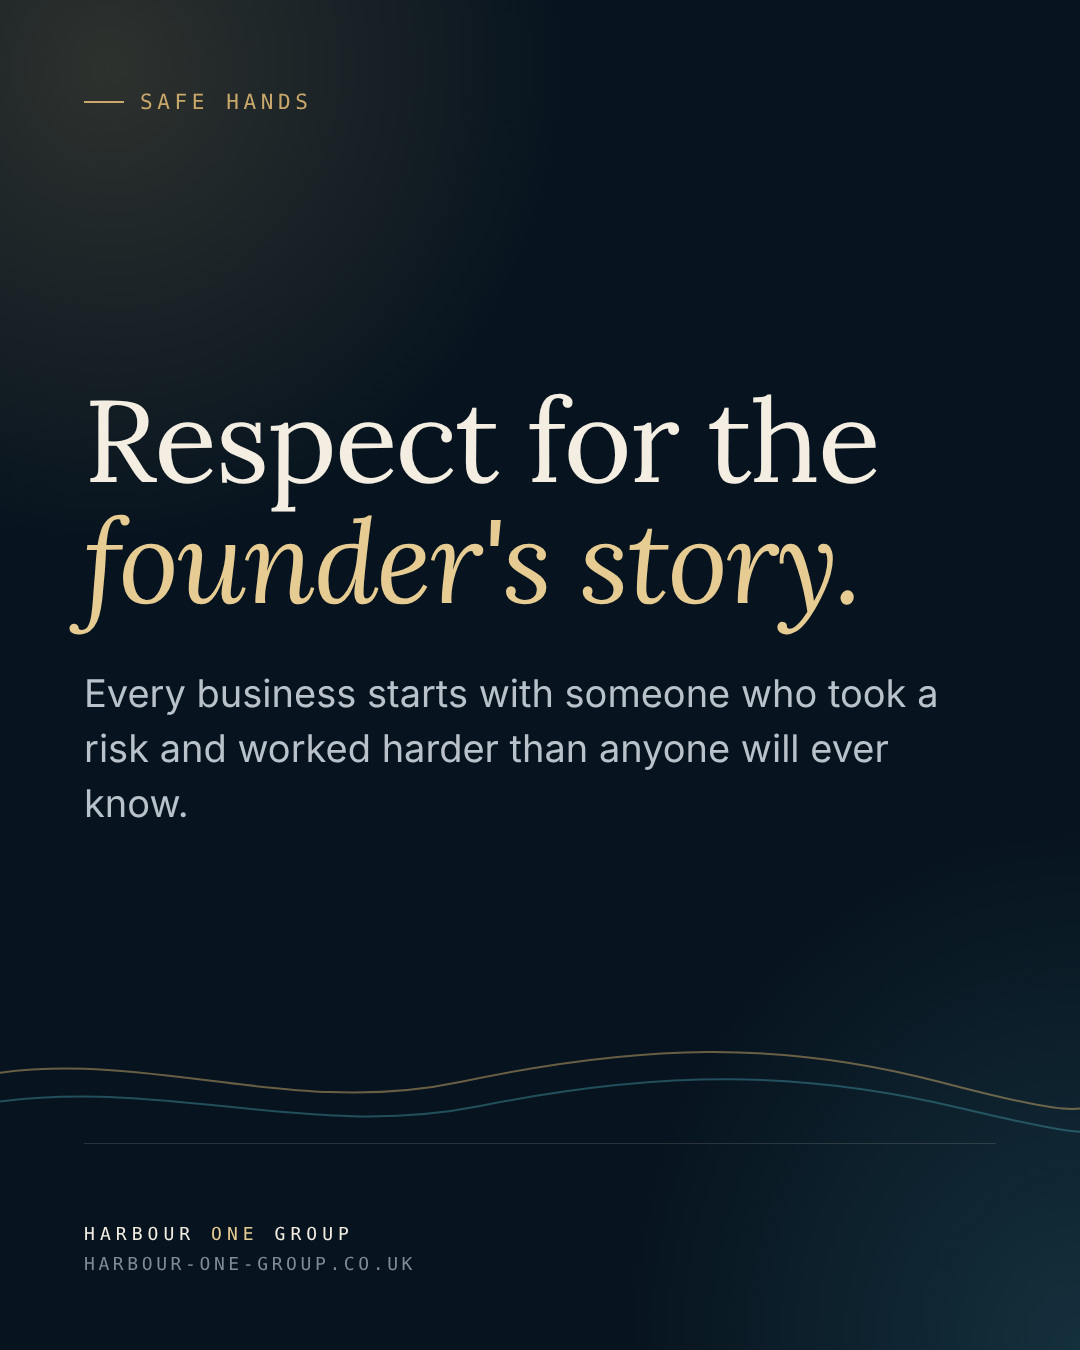 SAFE HANDS
Respect for the
founder's story.
Every business starts with someone who took a
risk and worked harder than anyone will ever
know.
HARBOUR ONE GROUP
HARBOUR-ONE-GROUP.CO.UK